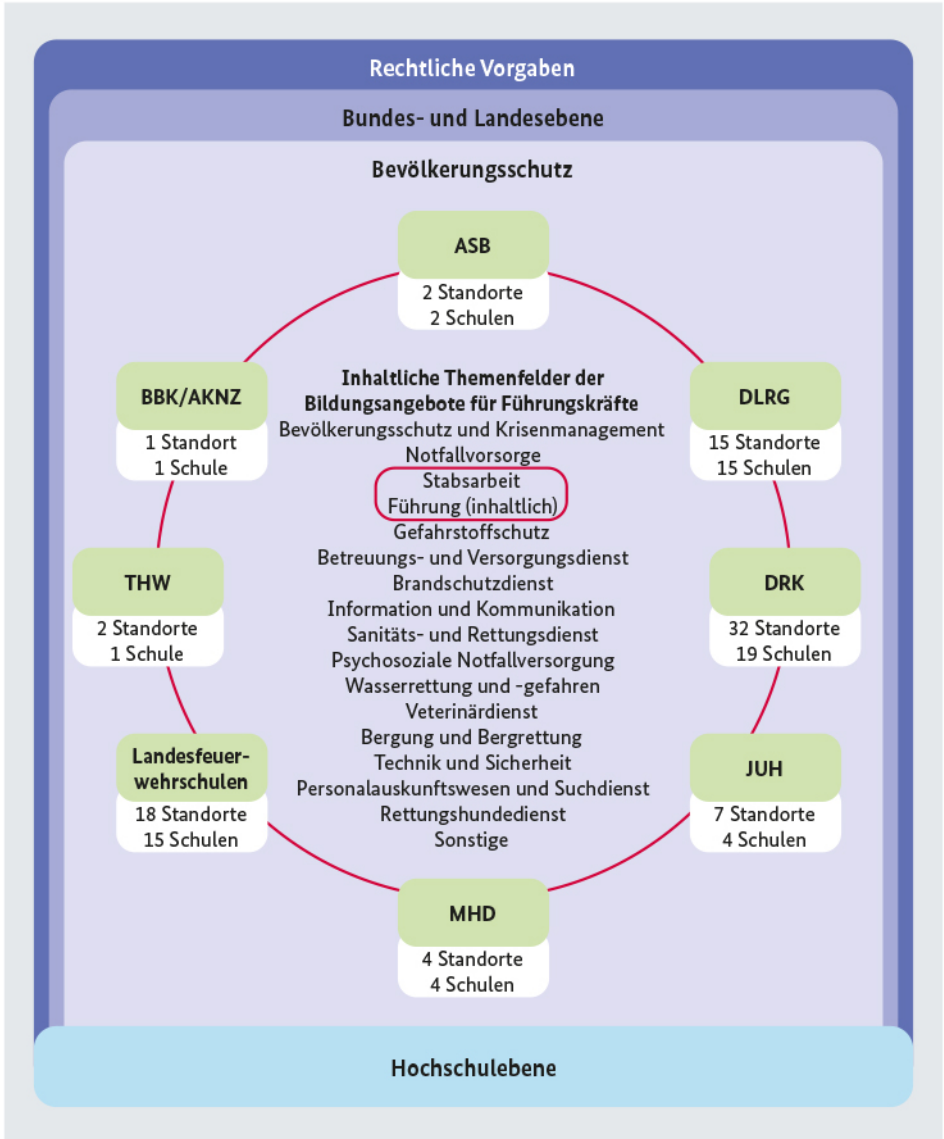 Rechtliche Vorgaben
Bundes- und Landesebene
Bevölkerungsschutz
ASB
2 Standorte
2 Schulen
BBK/AKNZ
1 Standort
1 Schule
DLRG
15 Standorte
15 Schulen
Inhaltliche Themenfelder der
Bildungsangebote für Führungskräfte
Bevölkerungsschutz und Krisenmanagement
Notfallvorsorge
Stabsarbeit
Führung (inhaltlich)
Gefahrstoffschutz
Betreuungs- und Versorgungsdienst
Brandschutzdienst
Information und Kommunikation
Sanitäts- und Rettungsdienst
Psychosoziale Notfallversorgung
Wasserrettung und -gefahren
Veterinärdienst
Bergung und Bergrettung
Technik und Sicherheit
Personalauskunftswesen und Suchdienst
Rettungshundedienst
Sonstige
THW
2 Standorte
1 Schule
DRK
32 Standorte
19 Schulen
Landesfeuer-
wehrschulen
18 Standorte
15 Schulen
JUH
7 Standorte
4 Schulen
MHD
4 Standorte
4 Schulen
Hochschulebene